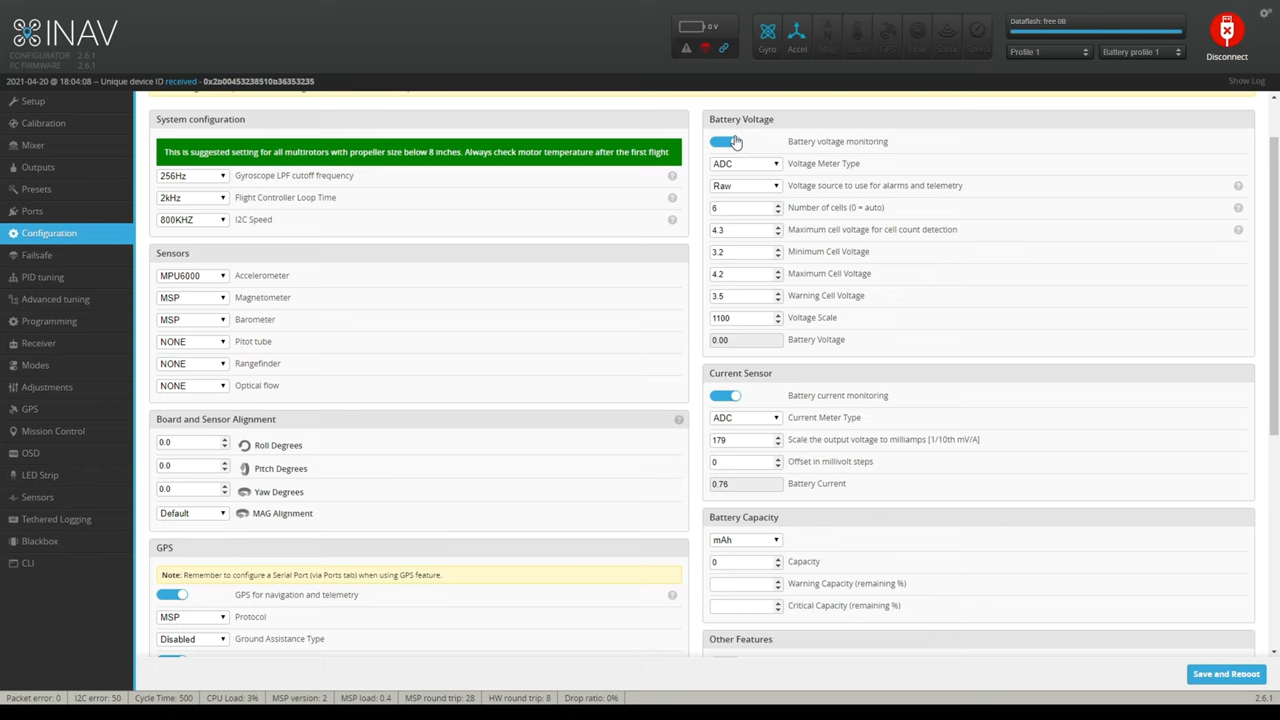 INAV
CONFIGURATOR 2.6.1
FC FIRMWARE 2.6.1
0 V
Gyro
Accel
Mag
Baro
GPS
Flow
Sonar
Speed
Dataflash: free GB
Profile 1
Battery profile 1
Disconnect
2021-04-20 @ 18:04:08 -- Unique device ID received - 0x2b00453238510b36353235
Show Log
Setup
Calibration
Mixer
Outputs
Presets
Ports
Configuration
Failsafe
PID tuning
Advanced tuning
Programming
Receiver
Modes
Adjustments
GPS
Mission Control
OSD
LED Strip
Sensors
Tethered Logging
Blackbox
CLI
System configuration
This is suggested setting for all multirotors with propeller size below 8 inches. Always check motor temperature after the first flight
256Hz Gyroscope LPF cutoff frequency
2kHz Flight Controller Loop Time
800KHZ I2C Speed
Sensors
MPU6000 Accelerometer
MSP Magnetometer
MSP Barometer
NONE Pitot tube
NONE Rangefinder
NONE Optical flow
Board and Sensor Alignment
0.0 Roll Degrees
0.0 Pitch Degrees
0.0 Yaw Degrees
Default MAG Alignment
GPS
Note: Remember to configure a Serial Port (via Ports tab) when using GPS feature.
GPS for navigation and telemetry
MSP Protocol
Disabled Ground Assistance Type
Battery Voltage
Battery voltage monitoring
ADC Voltage Meter Type
Raw Voltage source to use for alarms and telemetry
6 Number of cells (0 = auto)
4.3 Maximum cell voltage for cell count detection
3.2 Minimum Cell Voltage
4.2 Maximum Cell Voltage
3.5 Warning Cell Voltage
1100 Voltage Scale
0.00 Battery Voltage
Current Sensor
Battery current monitoring
ADC Current Meter Type
179 Scale the output voltage to milliamps [1/10th mV/A]
0 Offset in millivolt steps
0.76 Battery Current
Battery Capacity
mAh
0 Capacity
Warning Capacity (remaining %)
Critical Capacity (remaining %)
Other Features
Save and Reboot
Packet error: 0
I2C error: 50
Cycle Time: 500
CPU Load: 3%
MSP version: 2
MSP load: 0.4
MSP round trip: 28
HW round trip: 8
Drop ratio: 0%
2.6.1